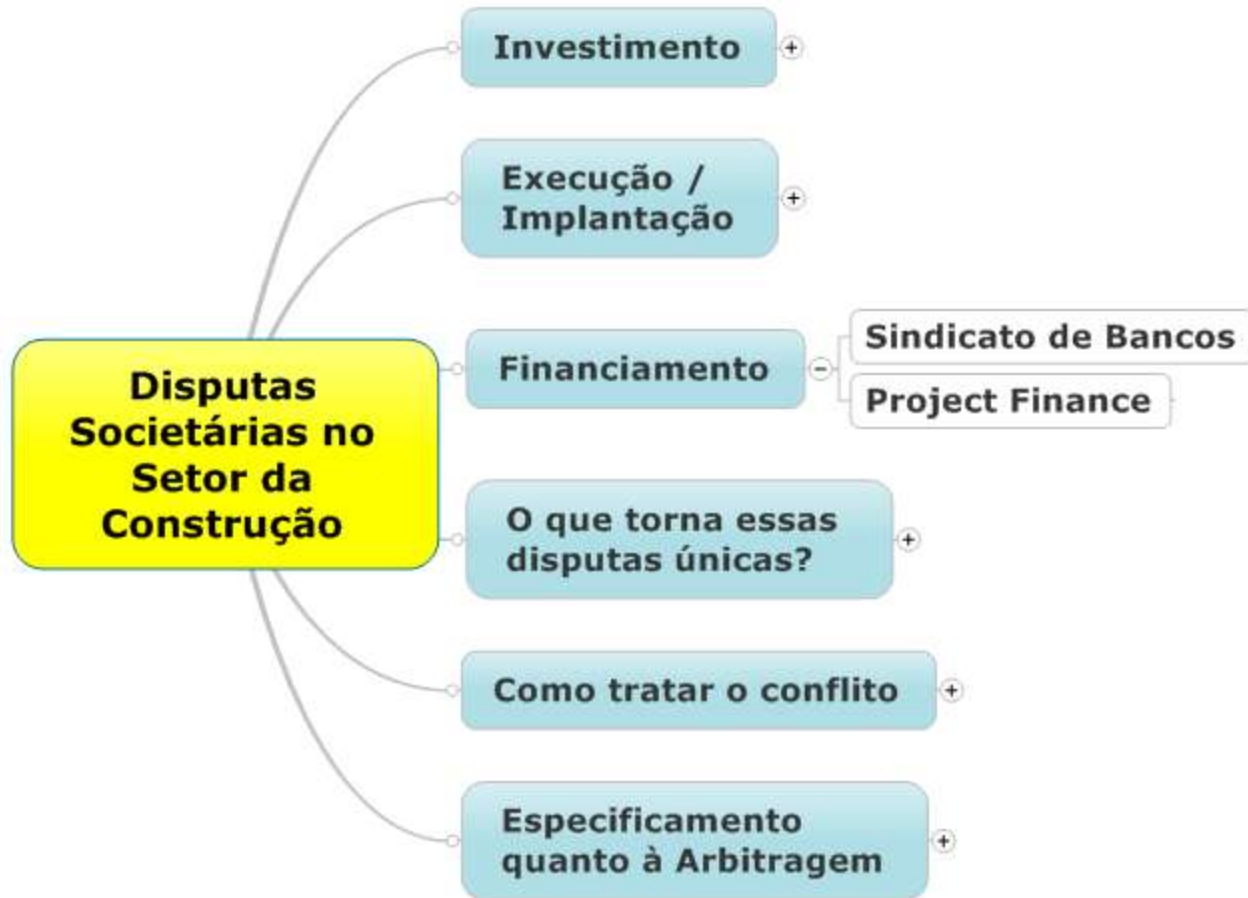 Investimento
Execução /
Implantação
Disputas
Societárias no
Setor da
Construção
Financiamento
Sindicato de Bancos
Project Finance
O que torna essas
disputas únicas?
Como tratar o conflito
Especificamento
quanto à Arbitragem